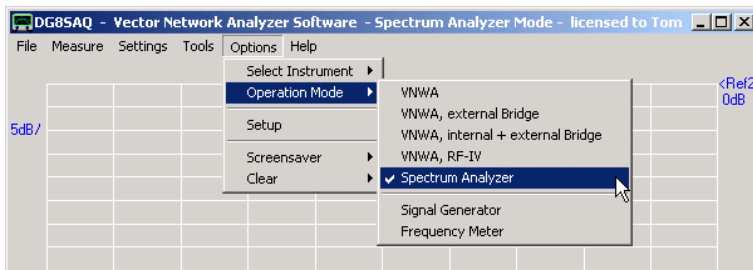 DG8SAQ - Vector Network Analyzer Software - Spectrum Analyzer Mode - licensed to Tom
File Measure Settings Tools Options Help
Select Instrument
Operation Mode
Setup
Screensaver
Clear
VNWA
VNWA, external Bridge
VNWA, internal + external Bridge
VNWA, RF-IV
Spectrum Analyzer
Signal Generator
Frequency Meter
<Ref2
0dB
5dB/